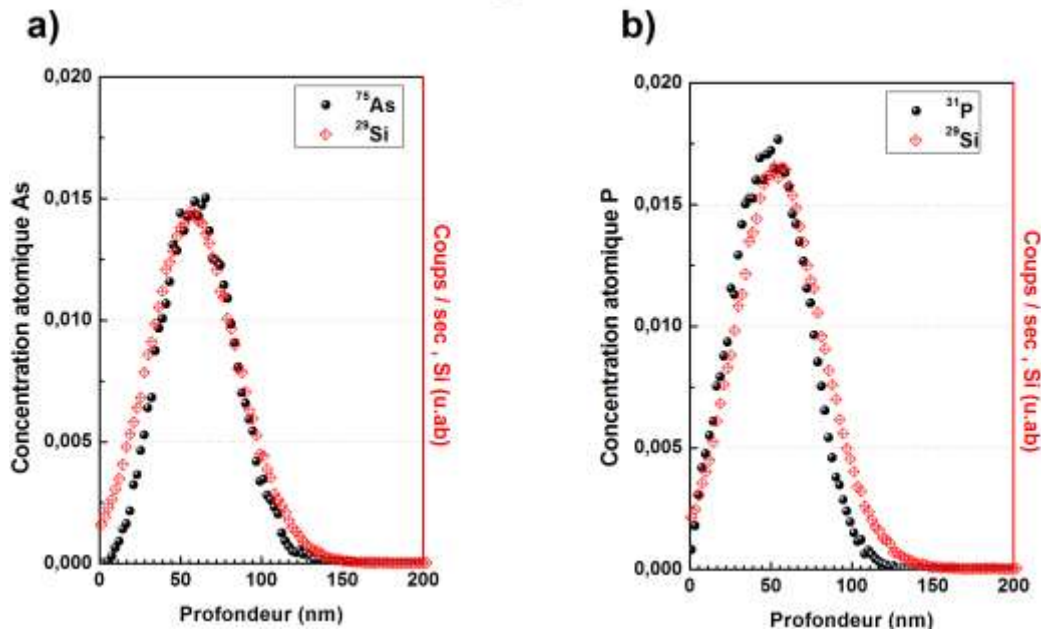 a)
0,020
0,015
0,010
0,005
0,000
Concentration atomique As
⁷⁵As
²⁹Si
Coups / sec , Si (u.ab)
0
50
100
150
200
Profondeur (nm)
b)
0,020
0,015
0,010
0,005
0,000
Concentration atomique P
³¹P
²⁹Si
Coups / sec , Si (u.ab)
0
50
100
150
200
Profondeur (nm)